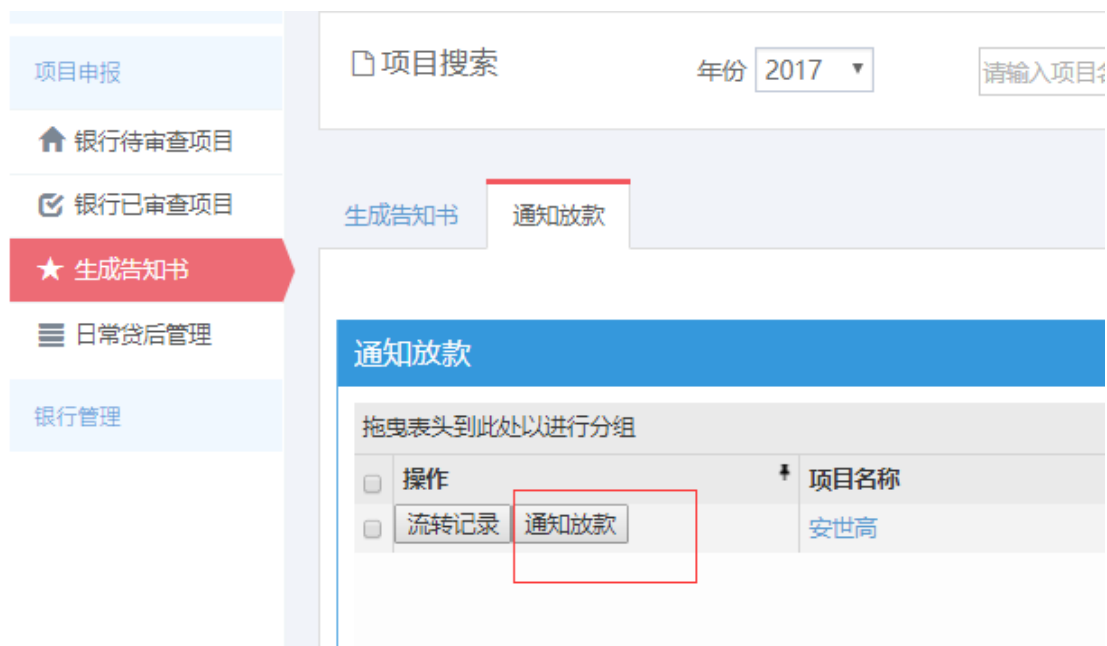 项目申报
银行待审查项目
银行已审查项目
生成告知书
日常贷后管理
银行管理
项目搜索
年份 2017
请输入项目
生成告知书 通知放款
通知放款
拖曳表头到此处以进行分组
操作 项目名称
流转记录 通知放款 安世高